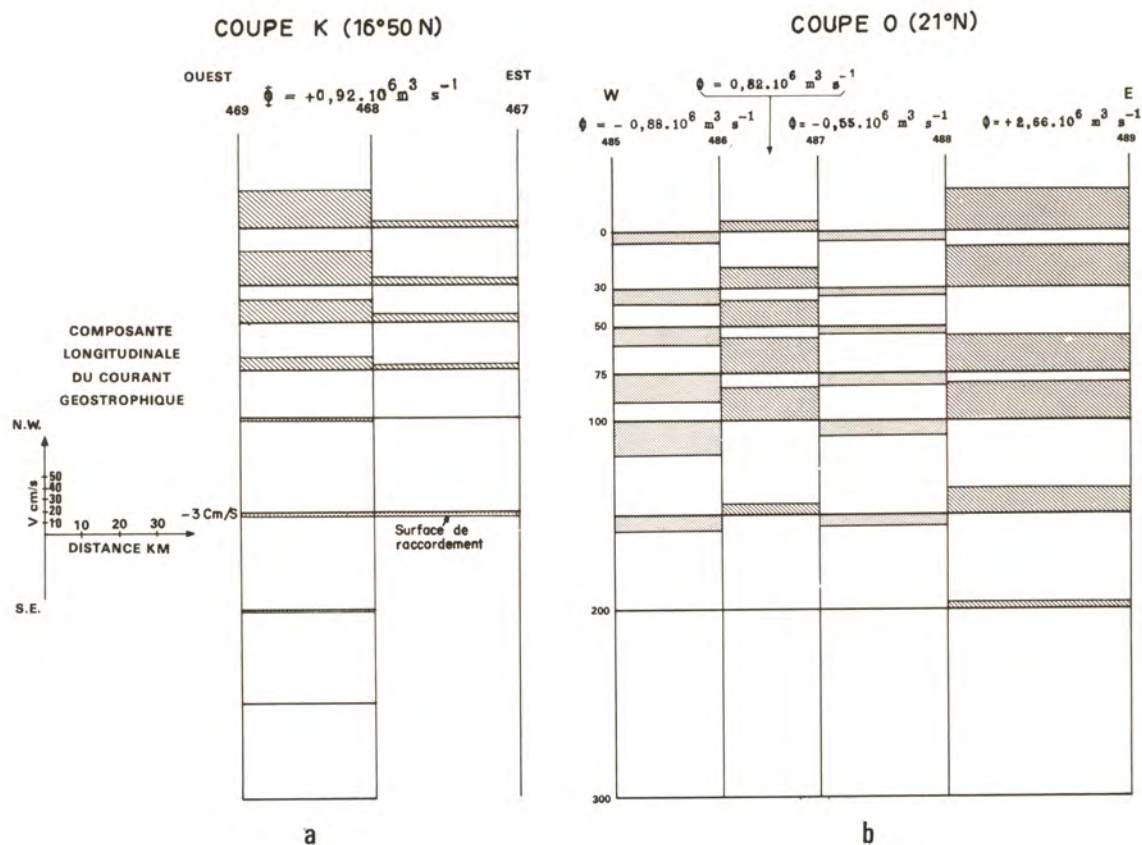 COUPE K (16°50 N)
OUEST
EST
Φ = +0,92.10⁶ m³ s⁻¹
469
468
467
COMPOSANTE
LONGITUDINALE
DU COURANT
GEOSTROPHIQUE
N.W.
V cm/s
50
40
30
20
10
10 20 30
DISTANCE KM
S.E.
-3 Cm/S
Surface de
raccordement
a
COUPE O (21°N)
Φ = 0,82.10⁶ m³ s⁻¹
W
E
Φ = - 0,88.10⁶ m³ s⁻¹
Φ = -0,55.10⁶ m³ s⁻¹
Φ = +2,66.10⁶ m³ s⁻¹
485
486
487
488
489
0
30
50
75
100
200
300
b